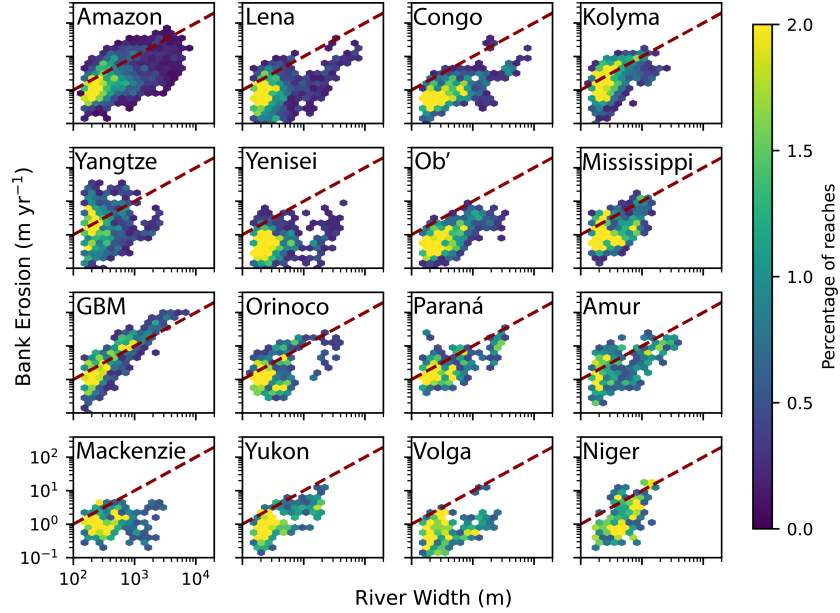 Amazon Lena Congo Kolyma
Yangtze Yenisei Ob’ Mississippi
GBM Orinoco Paraná Amur
Mackenzie Yukon Volga Niger
Bank Erosion (m yr⁻¹)
10² 
10¹
10⁰
10⁻¹
10² 10³ 10⁴
River Width (m)
2.0
1.5
1.0
0.5
0.0
Percentage of reaches